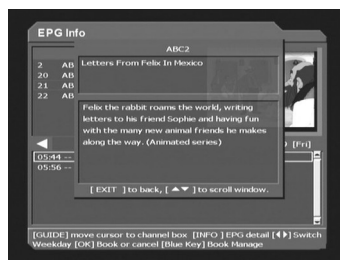 EPG Info
ABC2
2 AB
20 AB
21 AB
22 AB
Letters From Felix In Mexico
Felix the rabbit roams the world, writing
letters to his friend Sophie and having fun
with the many new animal friends he makes
along the way. (Animated series)
[Fri]
05:44 --
05:56 --
[ EXIT ] to back, [ ▲▼ ] to scroll window.
[GUIDE] move cursor to channel box [INFO ] EPG detail [◀ ▶] Switch
Weekday [OK] Book or cancel [Blue Key] Book Manage